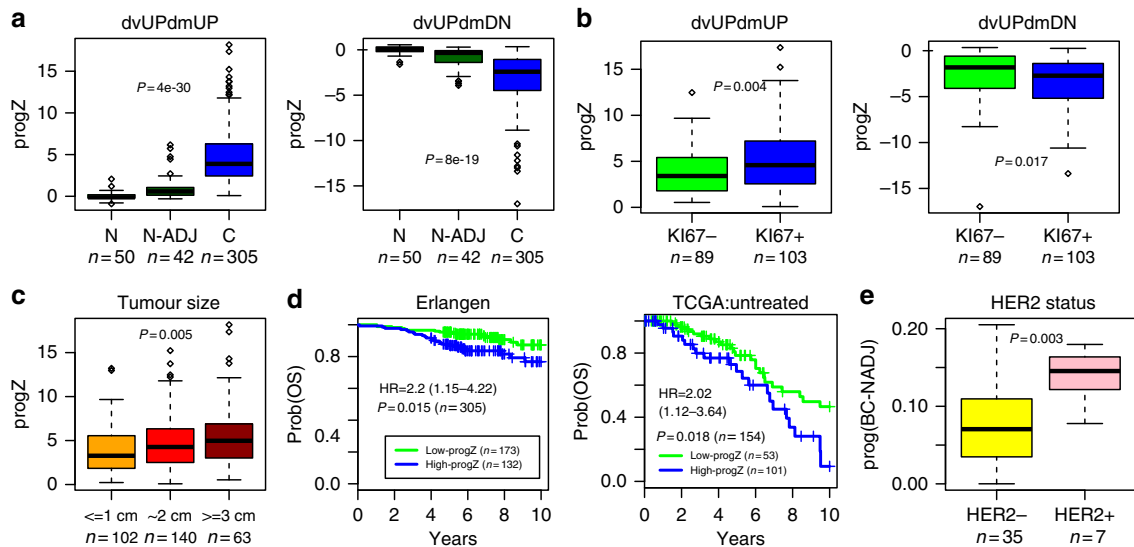 a
dvUPdmUP
progZ
15
10
5
0
P=4e-30
N
N-ADJ
C
n=50
n=42
n=305
dvUPdmDN
progZ
0
−5
−10
−15
P=8e-19
N
N-ADJ
C
n=50
n=42
n=305
b
dvUPdmUP
progZ
15
10
5
0
P=0.004
KI67−
KI67+
n=89
n=103
dvUPdmDN
progZ
0
−5
−10
−15
P=0.017
KI67−
KI67+
n=89
n=103
c
Tumour size
progZ
15
10
5
0
P=0.005
<=1 cm
~2 cm
>=3 cm
n=102
n=140
n=63
d
Erlangen
Prob(OS)
0.8
0.4
0.0
HR=2.2 (1.15–4.22)
P=0.015 (n=305)
Low-progZ (n=173)
High-progZ (n=132)
0 2 4 6 8 10
Years
TCGA:untreated
Prob(OS)
0.8
0.4
0.0
HR=2.02
(1.12–3.64)
P=0.018 (n=154)
Low-progZ (n=53)
High-progZ (n=101)
0 2 4 6 8 10
Years
e
HER2 status
prog(BC-NADJ)
0.20
0.10
0.00
P=0.003
HER2−
HER2+
n=35
n=7